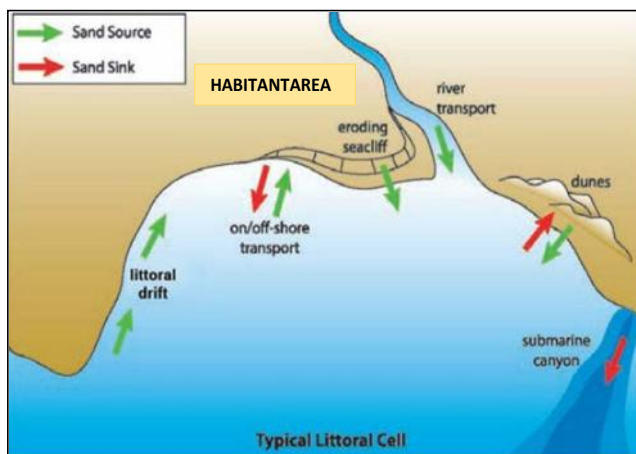 Sand Source
Sand Sink
HABITANTAREA
river
transport
eroding
seacliff
dunes
on/off-shore
transport
littoral
drift
submarine
canyon
Typical Littoral Cell